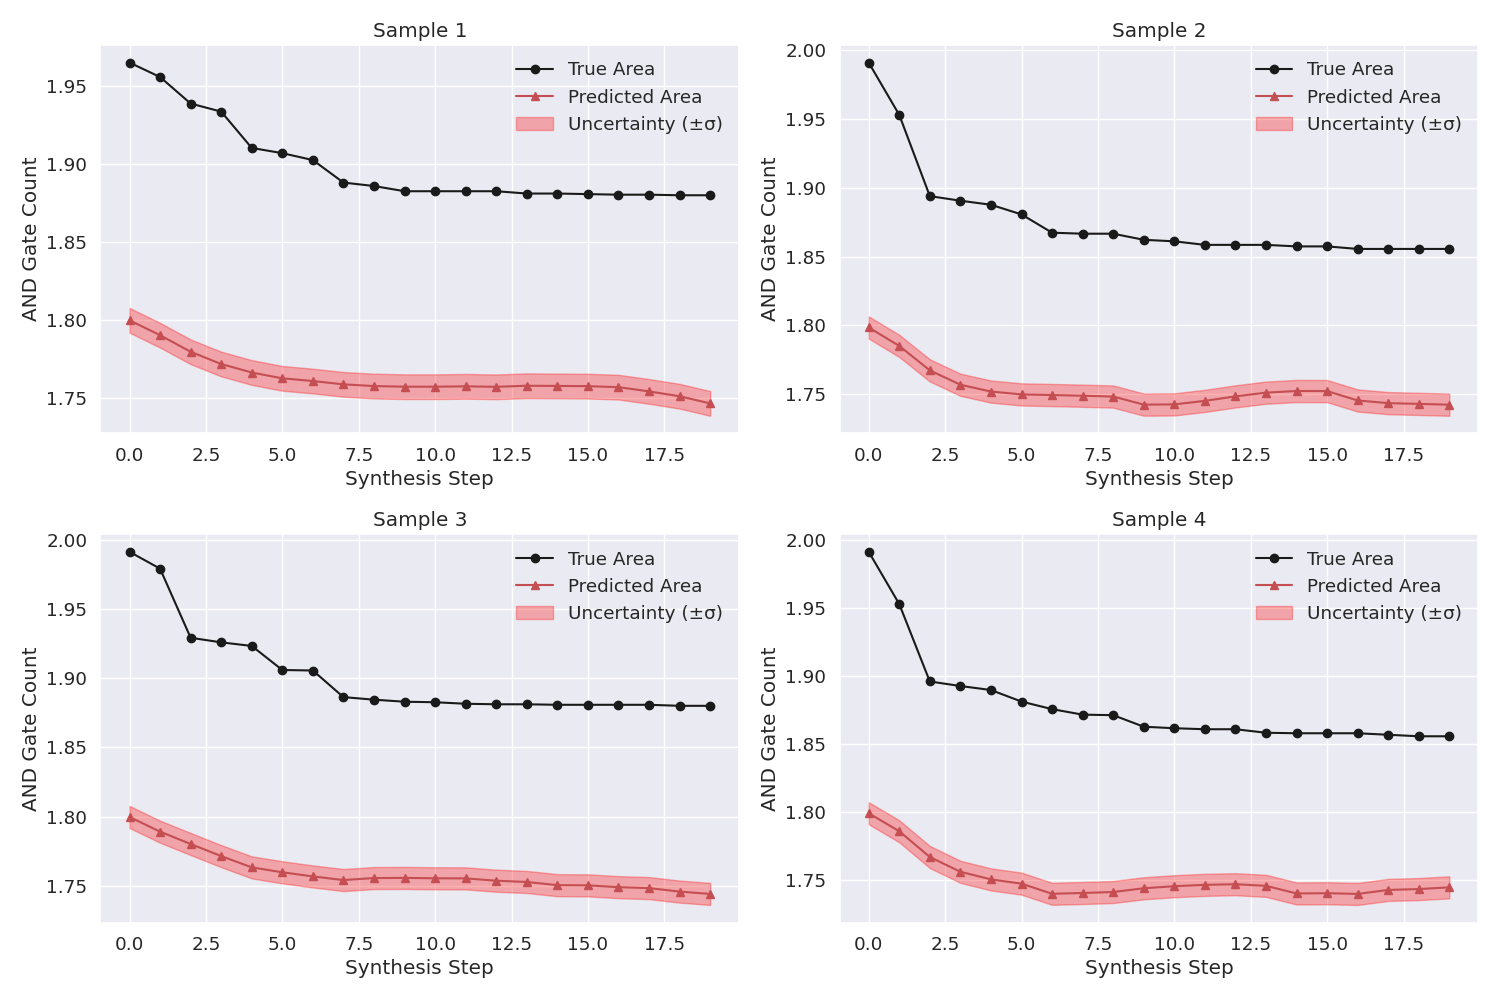 Sample 1
True Area
Predicted Area
Uncertainty (±σ)
AND Gate Count
1.95
1.90
1.85
1.80
1.75
0.0 2.5 5.0 7.5 10.0 12.5 15.0 17.5
Synthesis Step
Sample 2
True Area
Predicted Area
Uncertainty (±σ)
AND Gate Count
2.00
1.95
1.90
1.85
1.80
1.75
0.0 2.5 5.0 7.5 10.0 12.5 15.0 17.5
Synthesis Step
Sample 3
True Area
Predicted Area
Uncertainty (±σ)
AND Gate Count
2.00
1.95
1.90
1.85
1.80
1.75
0.0 2.5 5.0 7.5 10.0 12.5 15.0 17.5
Synthesis Step
Sample 4
True Area
Predicted Area
Uncertainty (±σ)
AND Gate Count
2.00
1.95
1.90
1.85
1.80
1.75
0.0 2.5 5.0 7.5 10.0 12.5 15.0 17.5
Synthesis Step